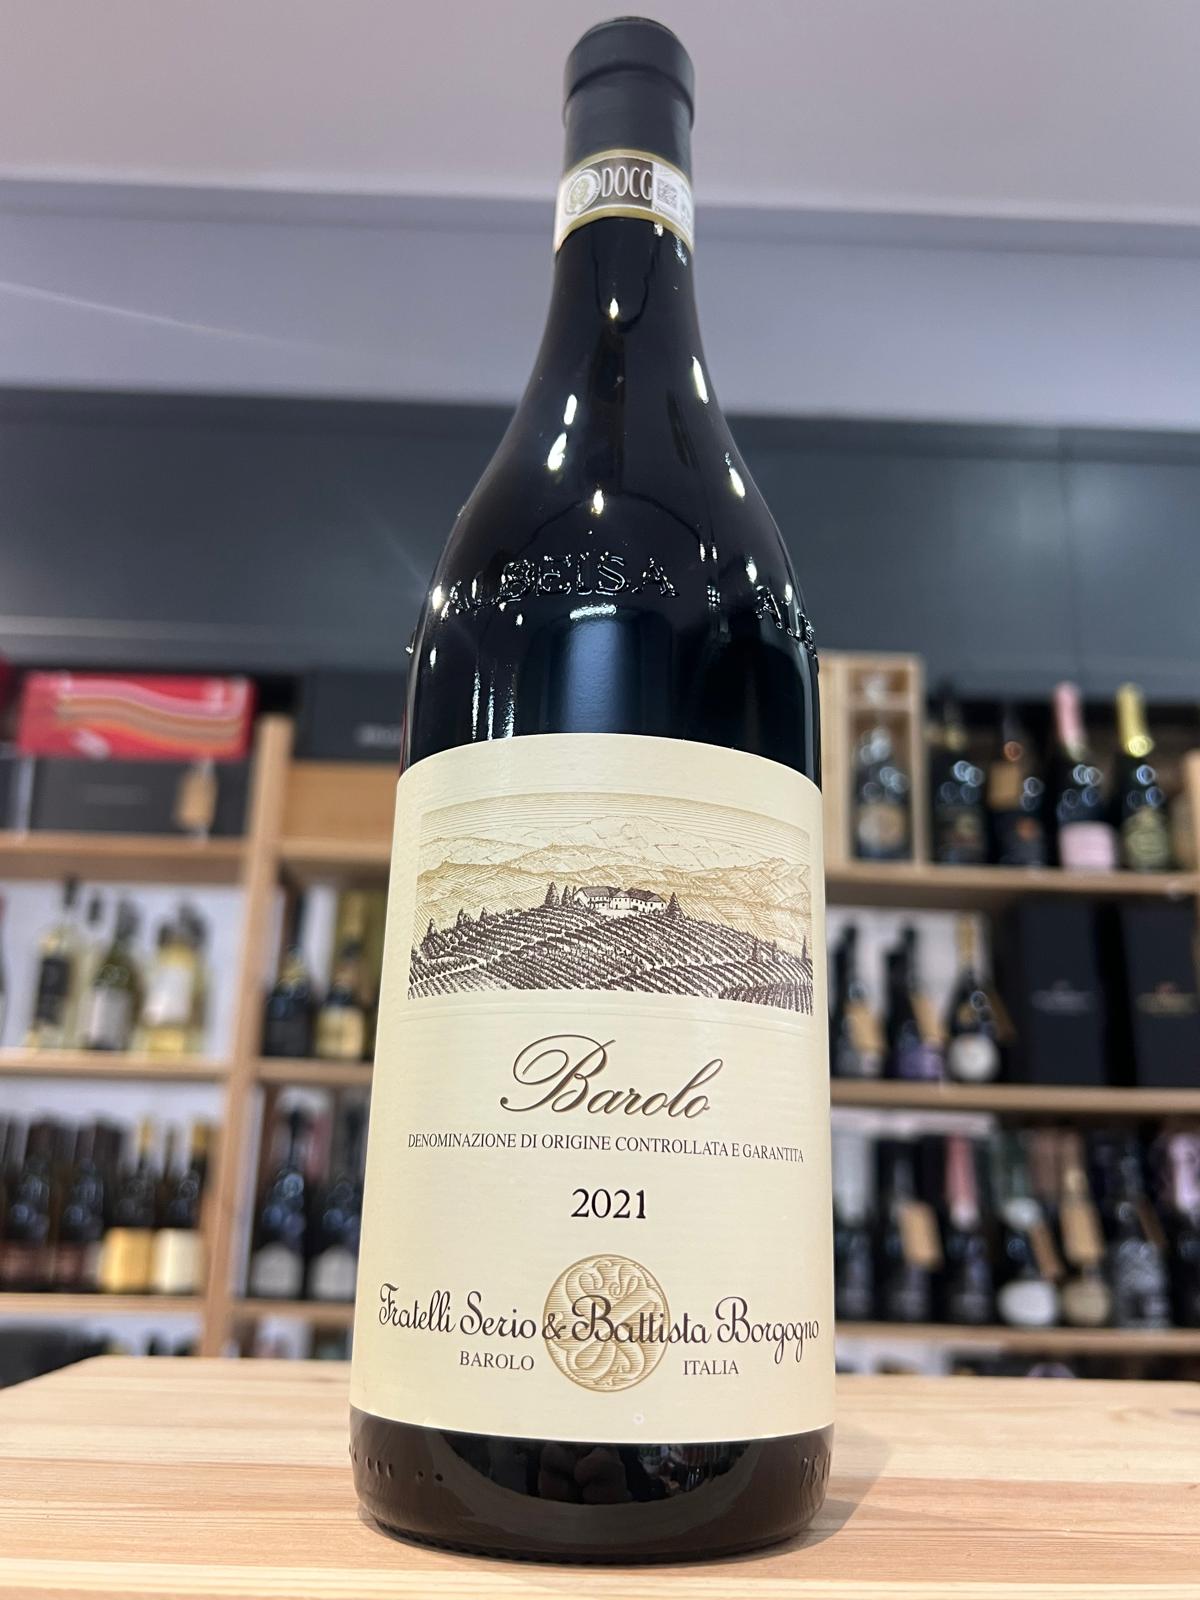 DOCG
ALBEISA
Barolo
DENOMINAZIONE DI ORIGINE CONTROLLATA E GARANTITA
2021
Fratelli Serio & Battista Borgogno
BAROLO ITALIA